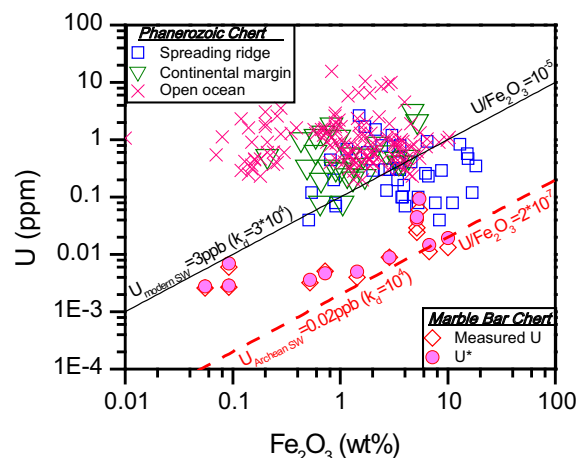 100
10
1
0.1
0.01
1E-3
1E-4
U (ppm)
Phanerozoic Chert
Spreading ridge
Continental margin
Open ocean
U/Fe2O3=10^-5
U modern SW=3ppb (kd=3*10^4)
U/Fe2O3=2*10^-7
U Archean SW=0.02ppb (kd=10^4)
Marble Bar Chert
Measured U
U*
0.01 0.1 1 10 100
Fe2O3 (wt%)